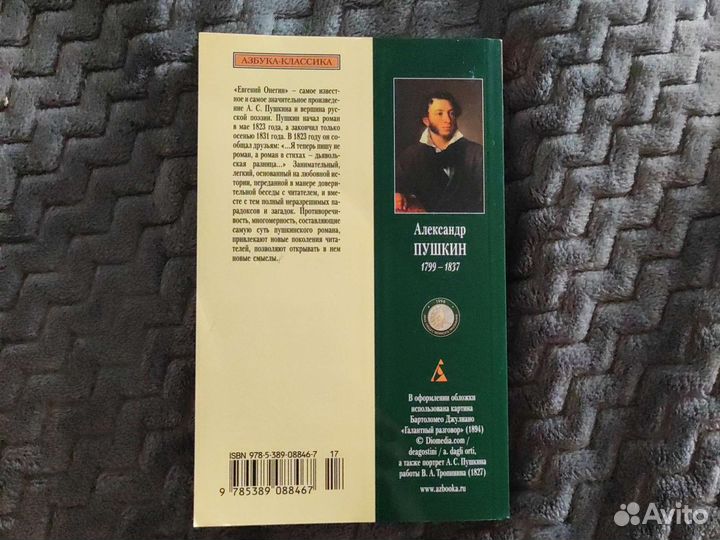 АЗБУКА-КЛАССИКА
«Евгений Онегин» – самое извест-
ное и самое значительное произведе-
ние А. С. Пушкина и вершина рус-
ской поэзии. Пушкин начал роман
в мае 1823 года, а закончил только
осенью 1831 года. В 1823 году он со-
общал друзьям: «...Я теперь пишу не
роман, а роман в стихах – дьяволь-
ская разница...» Занимательный,
легкий, основанный на любовной ис-
тории, переданной в манере довери-
тельной беседы с читателем, и вме-
сте с тем полный неразрешимых па-
радоксов и загадок. Противоречи-
вость, многомерность, составляющие
самую суть пушкинского романа,
привлекают новые поколения чита-
телей, позволяют открывать в нем
новые смыслы.
ISBN 978-5-389-08846-7 17
9 785389 088467
Александр
ПУШКИН
1799 – 1837
1994
В оформлении обложки
использована картина
Бартоломео Джулиано
«Галантный разговор» (1894)
© Diomedia.com /
deagostini / a. dagli orti,
а также портрет А. С. Пушкина
работы В. А. Тропинина (1827)
www.azbooka.ru
Avito